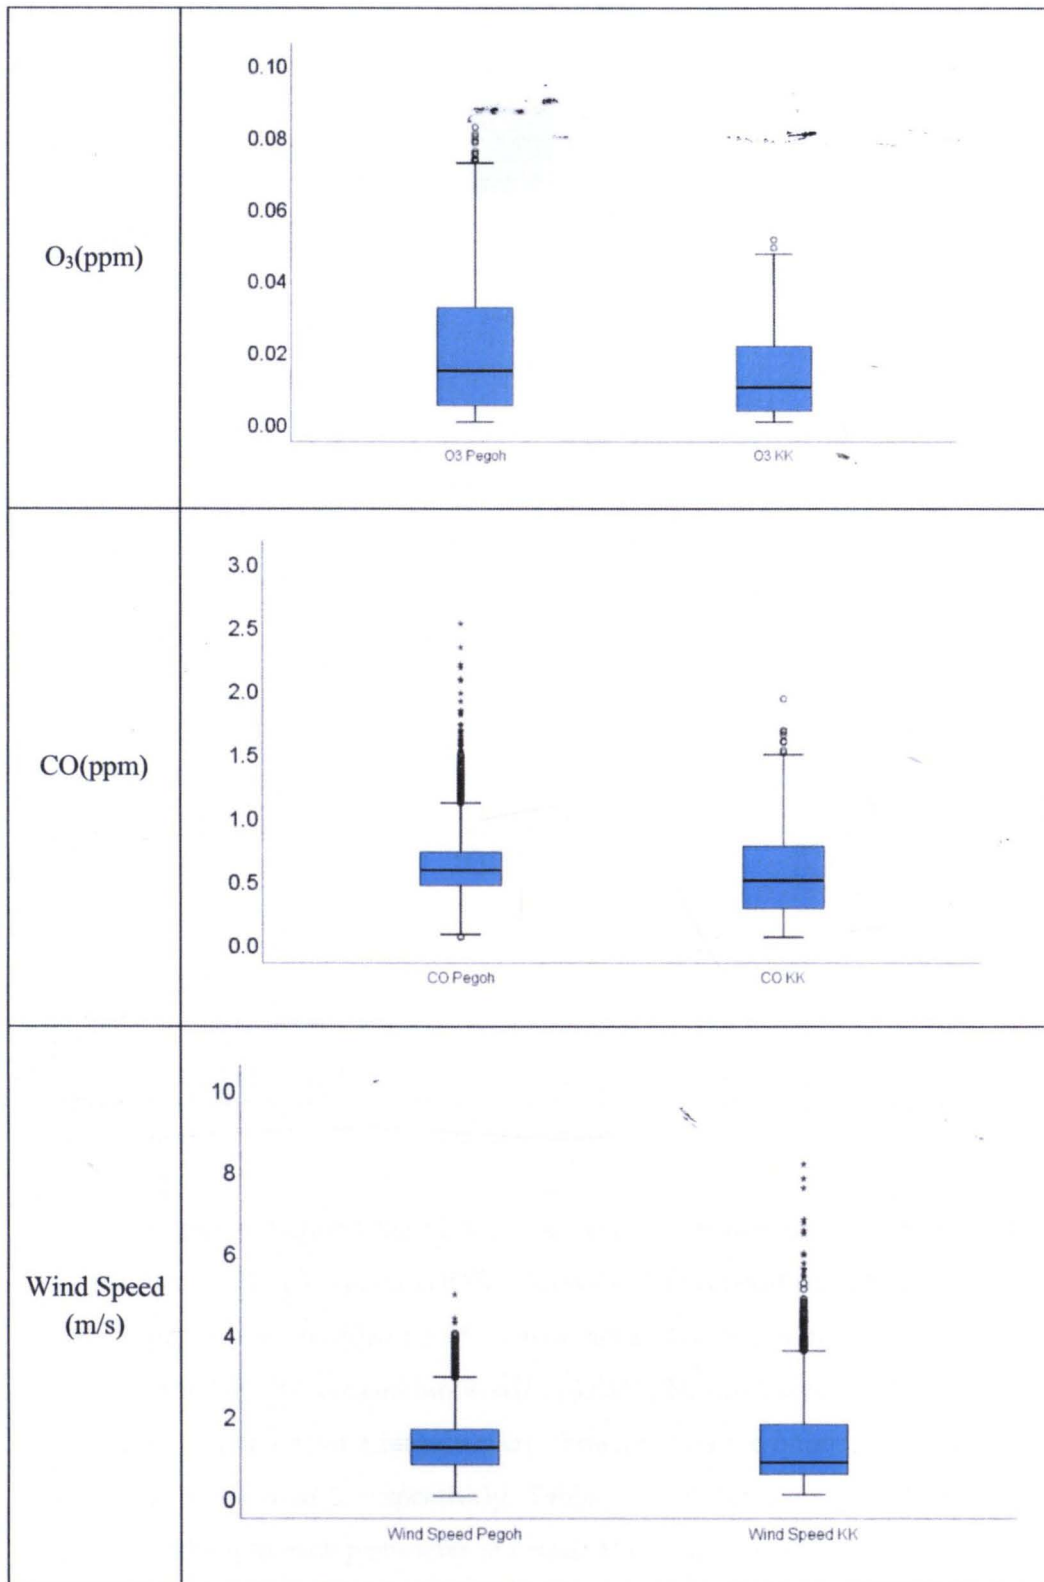 O₃(ppm)
0.10
0.08
0.06
0.04
0.02
0.00
O3 Pegoh
O3 KK
CO(ppm)
3.0
2.5
2.0
1.5
1.0
0.5
0.0
CO Pegoh
CO KK
Wind Speed
(m/s)
10
8
6
4
2
0
Wind Speed Pegoh
Wind Speed KK